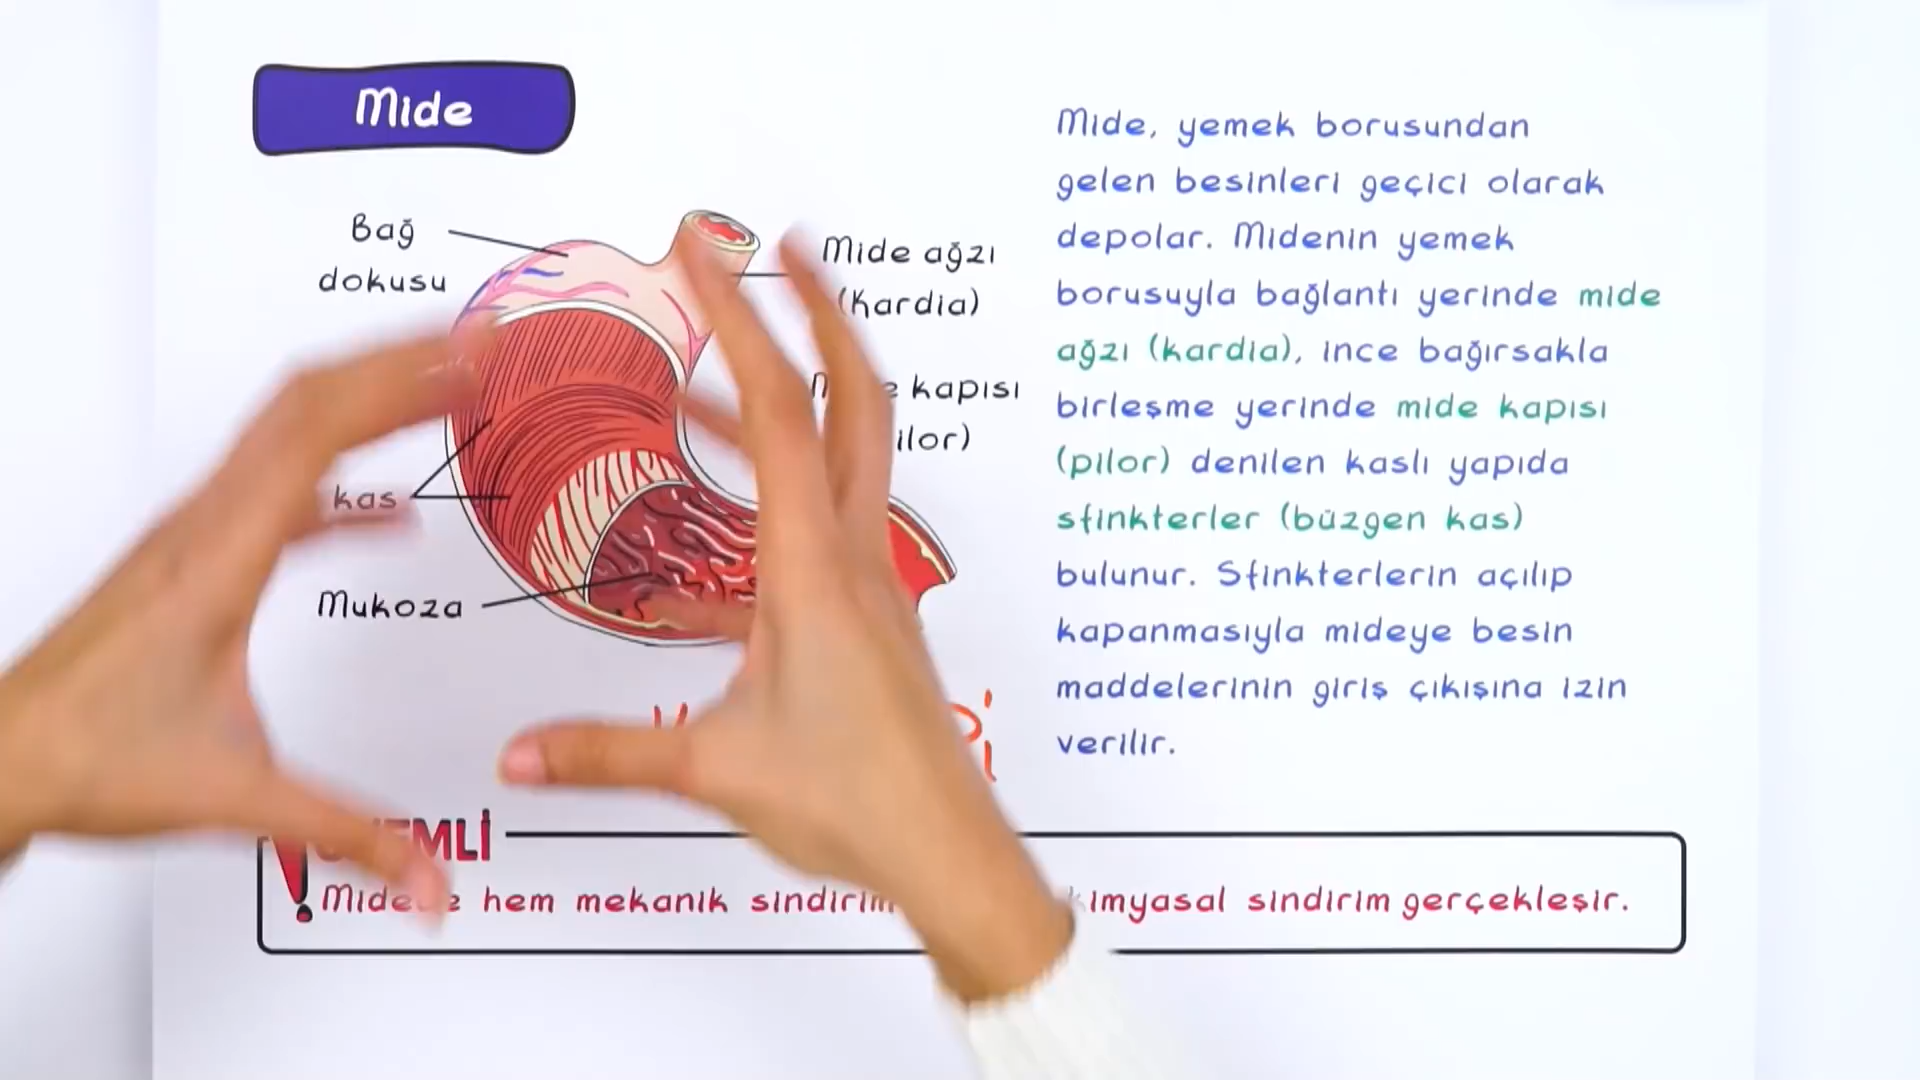 Mide
Bağ
dokusu
Mide ağzı
(Kardia)
kapısı
kas
Mukoza
Mide, yemek borusundan
gelen besinleri geçici olarak
depolar. Midenin yemek
borusuyla bağlantı yerinde mide
ağzı (kardia), ince bağırsakla
birleşme yerinde mide kapısı
(pilor) denilen kaslı yapıda
sfinkterler (büzgen kas)
bulunur. Sfinkterlerin açılıp
kapanmasıyla mideye besin
maddelerinin giriş çıkışına izin
verilir.
hem mekanik sindirim kimyasal sindirim gerçekleşir.